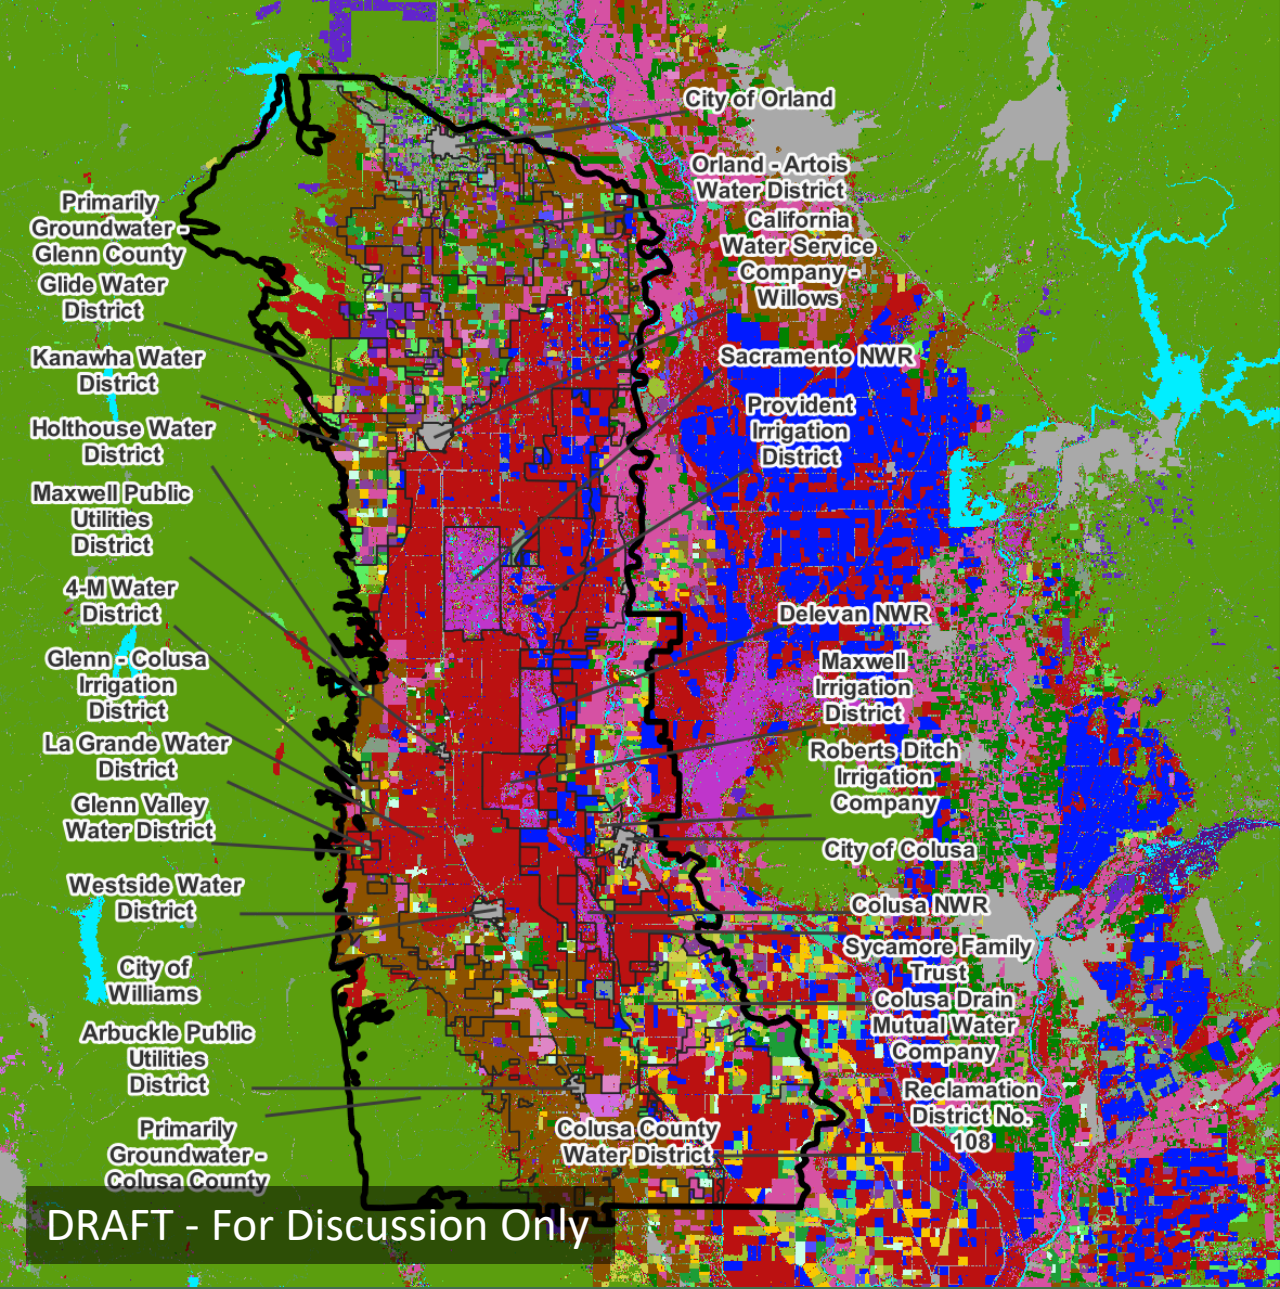 City of Orland
Orland - Artois
Water District
California
Water Service
Company -
Willows
Sacramento NWR
Provident
Irrigation
District
Delevan NWR
Maxwell
Irrigation
District
Roberts Ditch
Irrigation
Company
City of Colusa
Colusa NWR
Sycamore Family
Trust
Colusa Drain
Mutual Water
Company
Reclamation
District No.
108
Colusa County
Water District
Primarily
Groundwater -
Glenn County
Glide Water
District
Kanawha Water
District
Holthouse Water
District
Maxwell Public
Utilities
District
4-M Water
District
Glenn - Colusa
Irrigation
District
La Grande Water
District
Glenn Valley
Water District
Westside Water
District
City of
Williams
Arbuckle Public
Utilities
District
Primarily
Groundwater -
Colusa County
DRAFT - For Discussion Only